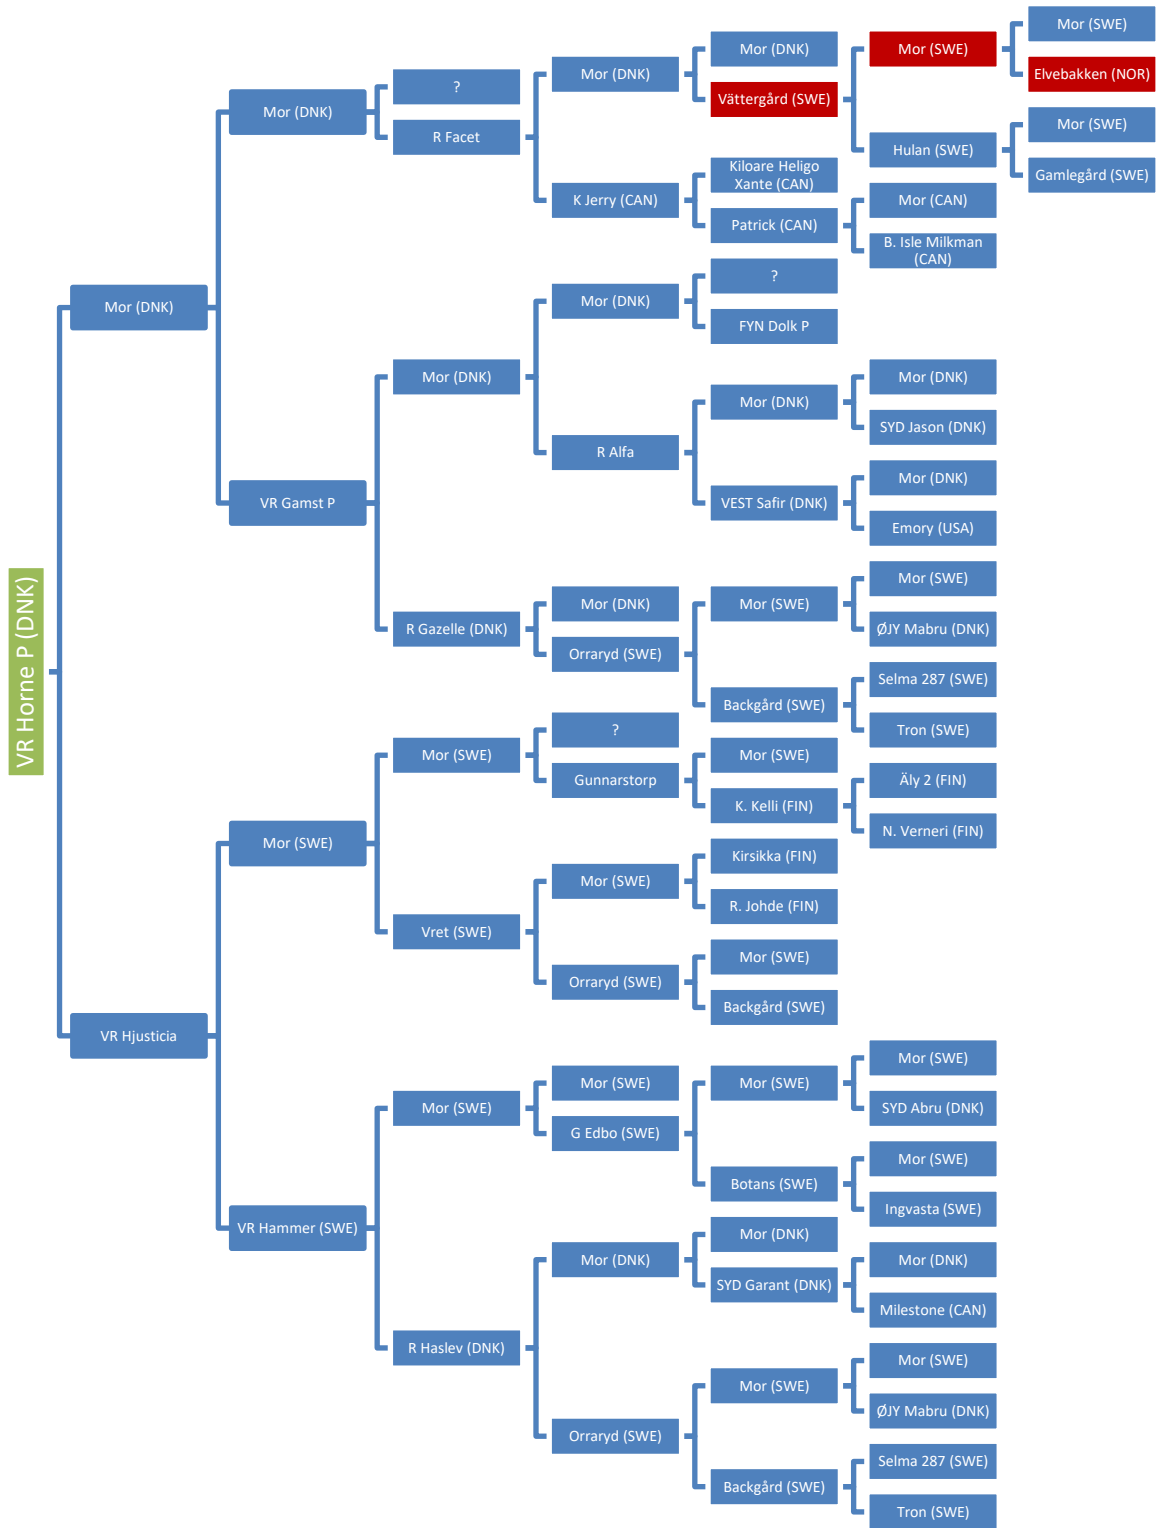 VR Horne P (DNK)
Mor (DNK)
Mor (DNK)
?
R Facet
Mor (DNK)
Mor (DNK)
Vättergård (SWE)
Mor (SWE)
Mor (SWE)
Elvebakken (NOR)
Hulan (SWE)
Mor (SWE)
Gamlegård (SWE)
K Jerry (CAN)
Kiloare Heligo
Xante (CAN)
Patrick (CAN)
Mor (CAN)
B. Isle Milkman
(CAN)
VR Gamst P
Mor (DNK)
Mor (DNK)
?
FYN Dolk P
R Alfa
Mor (DNK)
Mor (DNK)
SYD Jason (DNK)
VEST Safir (DNK)
Mor (DNK)
Emory (USA)
R Gazelle (DNK)
Mor (DNK)
Orraryd (SWE)
Mor (SWE)
Mor (SWE)
ØJY Mabru (DNK)
Backgård (SWE)
Selma 287 (SWE)
Tron (SWE)
VR Hjusticia
Mor (SWE)
Mor (SWE)
?
Gunnarstorp
Mor (SWE)
K. Kelli (FIN)
Äly 2 (FIN)
N. Verneri (FIN)
Vret (SWE)
Mor (SWE)
Kirsikka (FIN)
R. Johde (FIN)
Orraryd (SWE)
Mor (SWE)
Backgård (SWE)
VR Hammer (SWE)
Mor (SWE)
Mor (SWE)
G Edbo (SWE)
Mor (SWE)
Mor (SWE)
SYD Abru (DNK)
Botans (SWE)
Mor (SWE)
Ingvasta (SWE)
R Haslev (DNK)
Mor (DNK)
Mor (DNK)
SYD Garant (DNK)
Mor (DNK)
Milestone (CAN)
Orraryd (SWE)
Mor (SWE)
Mor (SWE)
ØJY Mabru (DNK)
Backgård (SWE)
Selma 287 (SWE)
Tron (SWE)